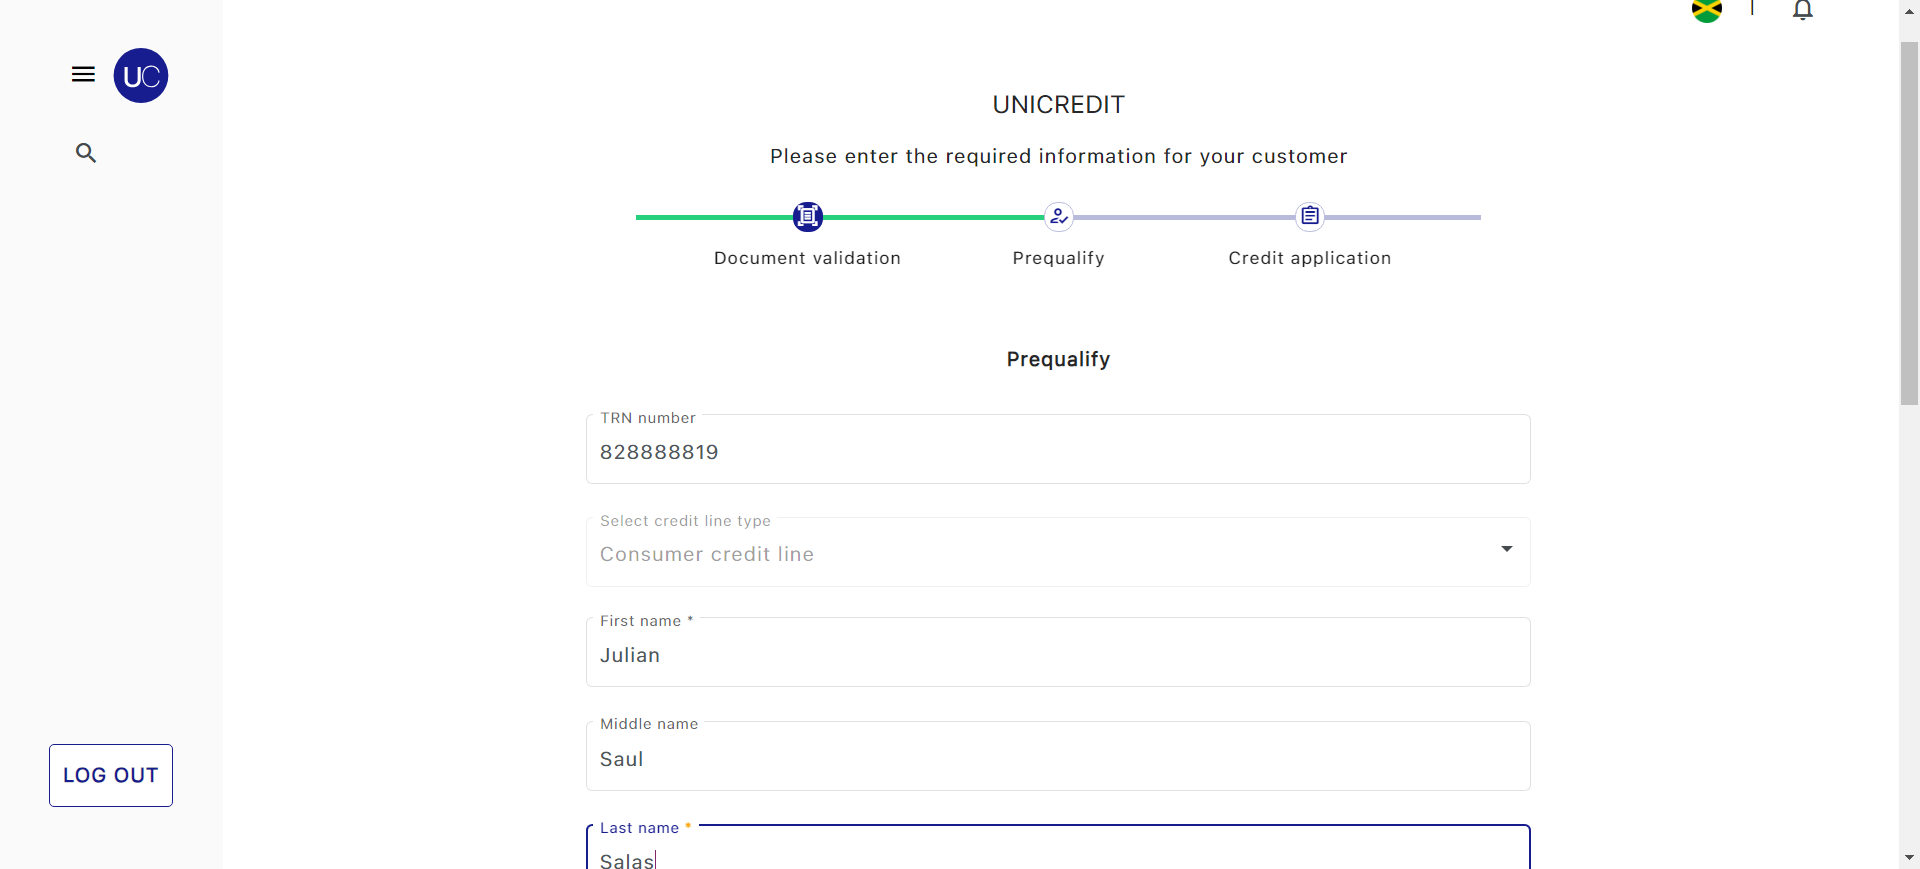 UC
UNICREDIT
Please enter the required information for your customer
Document validation
Prequalify
Credit application
Prequalify
TRN number
828888819
Select credit line type
Consumer credit line
First name *
Julian
Middle name
Saul
Last name *
Salas
LOG OUT